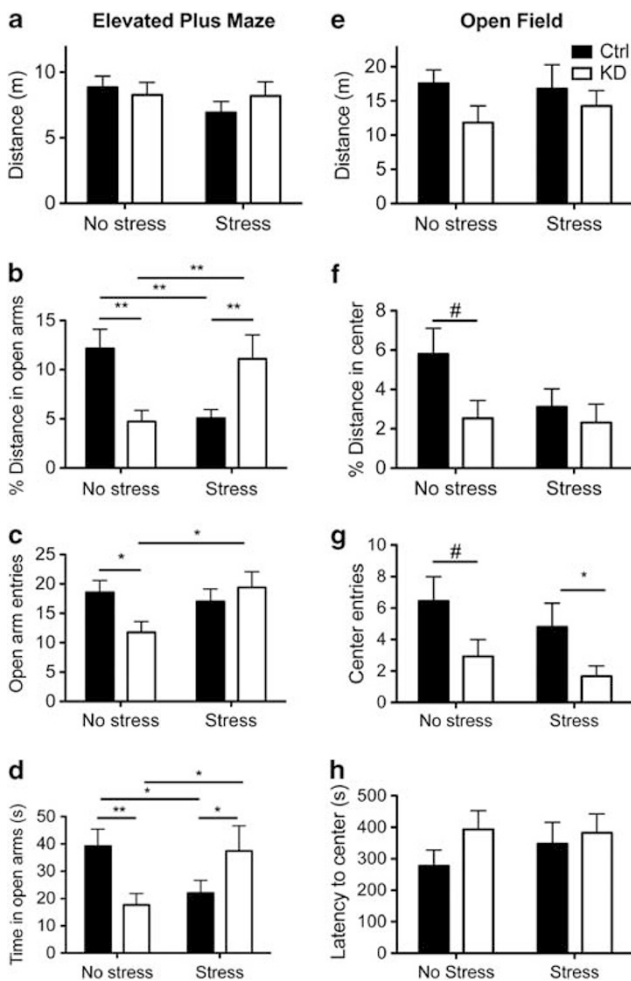 a
Elevated Plus Maze
Distance (m)
10
5
0
No stress
Stress
b
% Distance in open arms
15
10
5
0
**
**
**
**
No stress
Stress
c
Open arm entries
25
20
15
10
5
0
*
*
No stress
Stress
d
Time in open arms (s)
50
40
30
20
10
0
*
*
**
*
No stress
Stress
e
Open Field
Ctrl
KD
Distance (m)
20
15
10
5
0
No stress
Stress
f
% Distance in center
8
6
4
2
0
#
No stress
Stress
g
Center entries
10
8
6
4
2
0
#
*
No stress
Stress
h
Latency to center (s)
500
400
300
200
100
0
No Stress
Stress